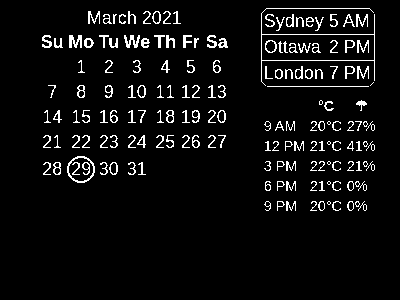 March 2021
Su Mo Tu We Th Fr Sa
1 2 3 4 5 6
7 8 9 10 11 12 13
14 15 16 17 18 19 20
21 22 23 24 25 26 27
28 29 30 31
Sydney 5 AM
Ottawa 2 PM
London 7 PM
°C ☂
9 AM 20°C 27%
12 PM 21°C 41%
3 PM 22°C 21%
6 PM 21°C 0%
9 PM 20°C 0%